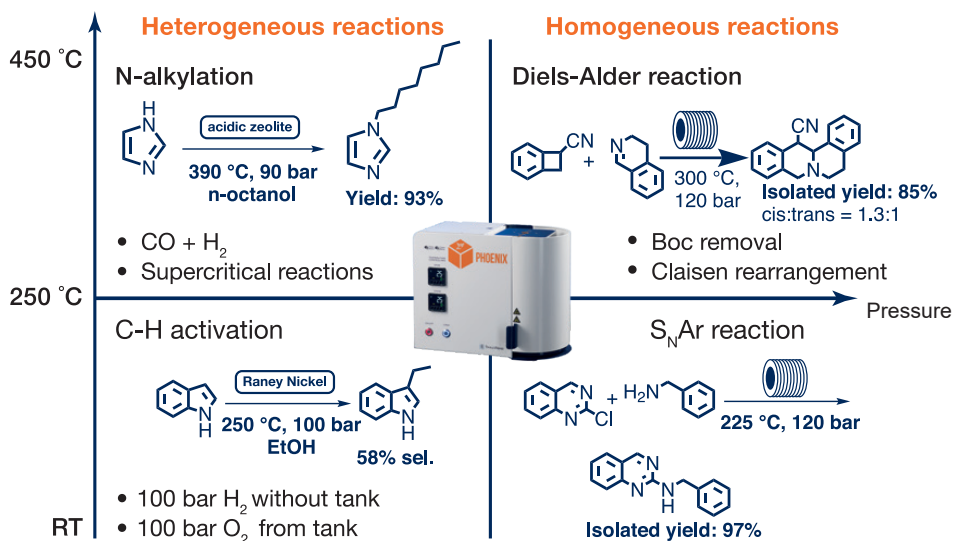 Heterogeneous reactions
Homogeneous reactions
450 °C
N-alkylation
H
N
N
acidic zeolite
390 °C, 90 bar
n-octanol
N
N
Yield: 93%
• CO + H₂
• Supercritical reactions
Diels-Alder reaction
CN
+
N
300 °C,
120 bar
CN
N
Isolated yield: 85%
cis:trans = 1.3:1
• Boc removal
• Claisen rearrangement
PHOENIX
250 °C
Pressure
C-H activation
N
H
Raney Nickel
250 °C, 100 bar
EtOH
N
H
58% sel.
• 100 bar H₂ without tank
• 100 bar O₂ from tank
RT
SNAr reaction
N
N
Cl
+
H₂N
225 °C, 120 bar
N
N
N
H
Isolated yield: 97%